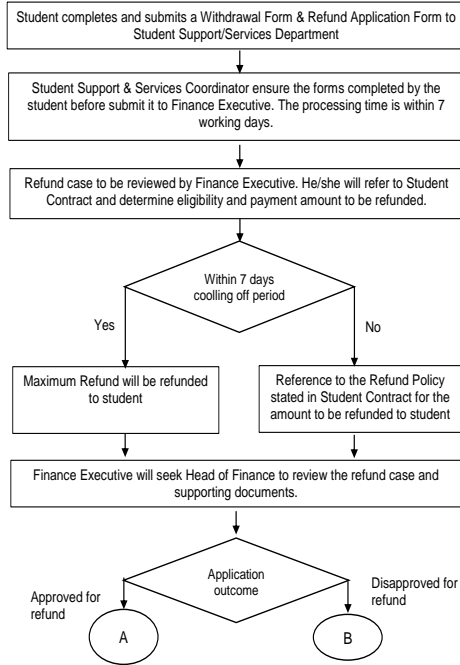 Student completes and submits a Withdrawal Form & Refund Application Form to
Student Support/Services Department
Student Support & Services Coordinator ensure the forms completed by the
student before submit it to Finance Executive. The processing time is within 7
working days.
Refund case to be reviewed by Finance Executive. He/she will refer to Student
Contract and determine eligibility and payment amount to be refunded.
Within 7 days
coolling off period
Yes
No
Maximum Refund will be refunded
to student
Reference to the Refund Policy
stated in Student Contract for the
amount to be refunded to student
Finance Executive will seek Head of Finance to review the refund case and
supporting documents.
Application
outcome
Approved for
refund
Disapproved for
refund
A
B